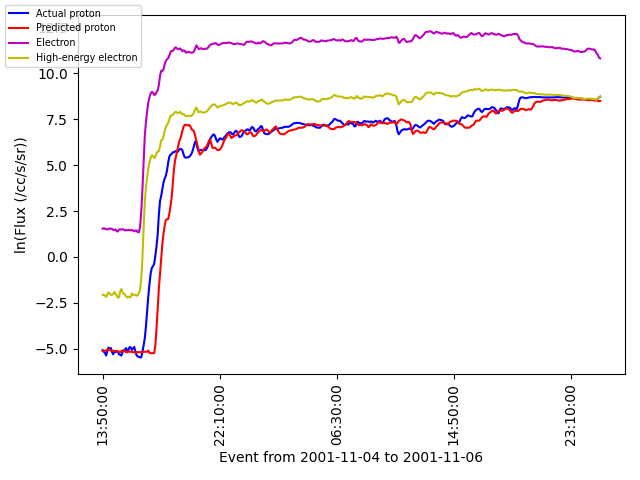 Actual proton
Predicted proton
Electron
High-energy electron
10.0
7.5
5.0
2.5
0.0
−2.5
−5.0
ln(Flux (/cc/s/sr))
13:50:00
22:10:00
06:30:00
14:50:00
23:10:00
Event from 2001-11-04 to 2001-11-06